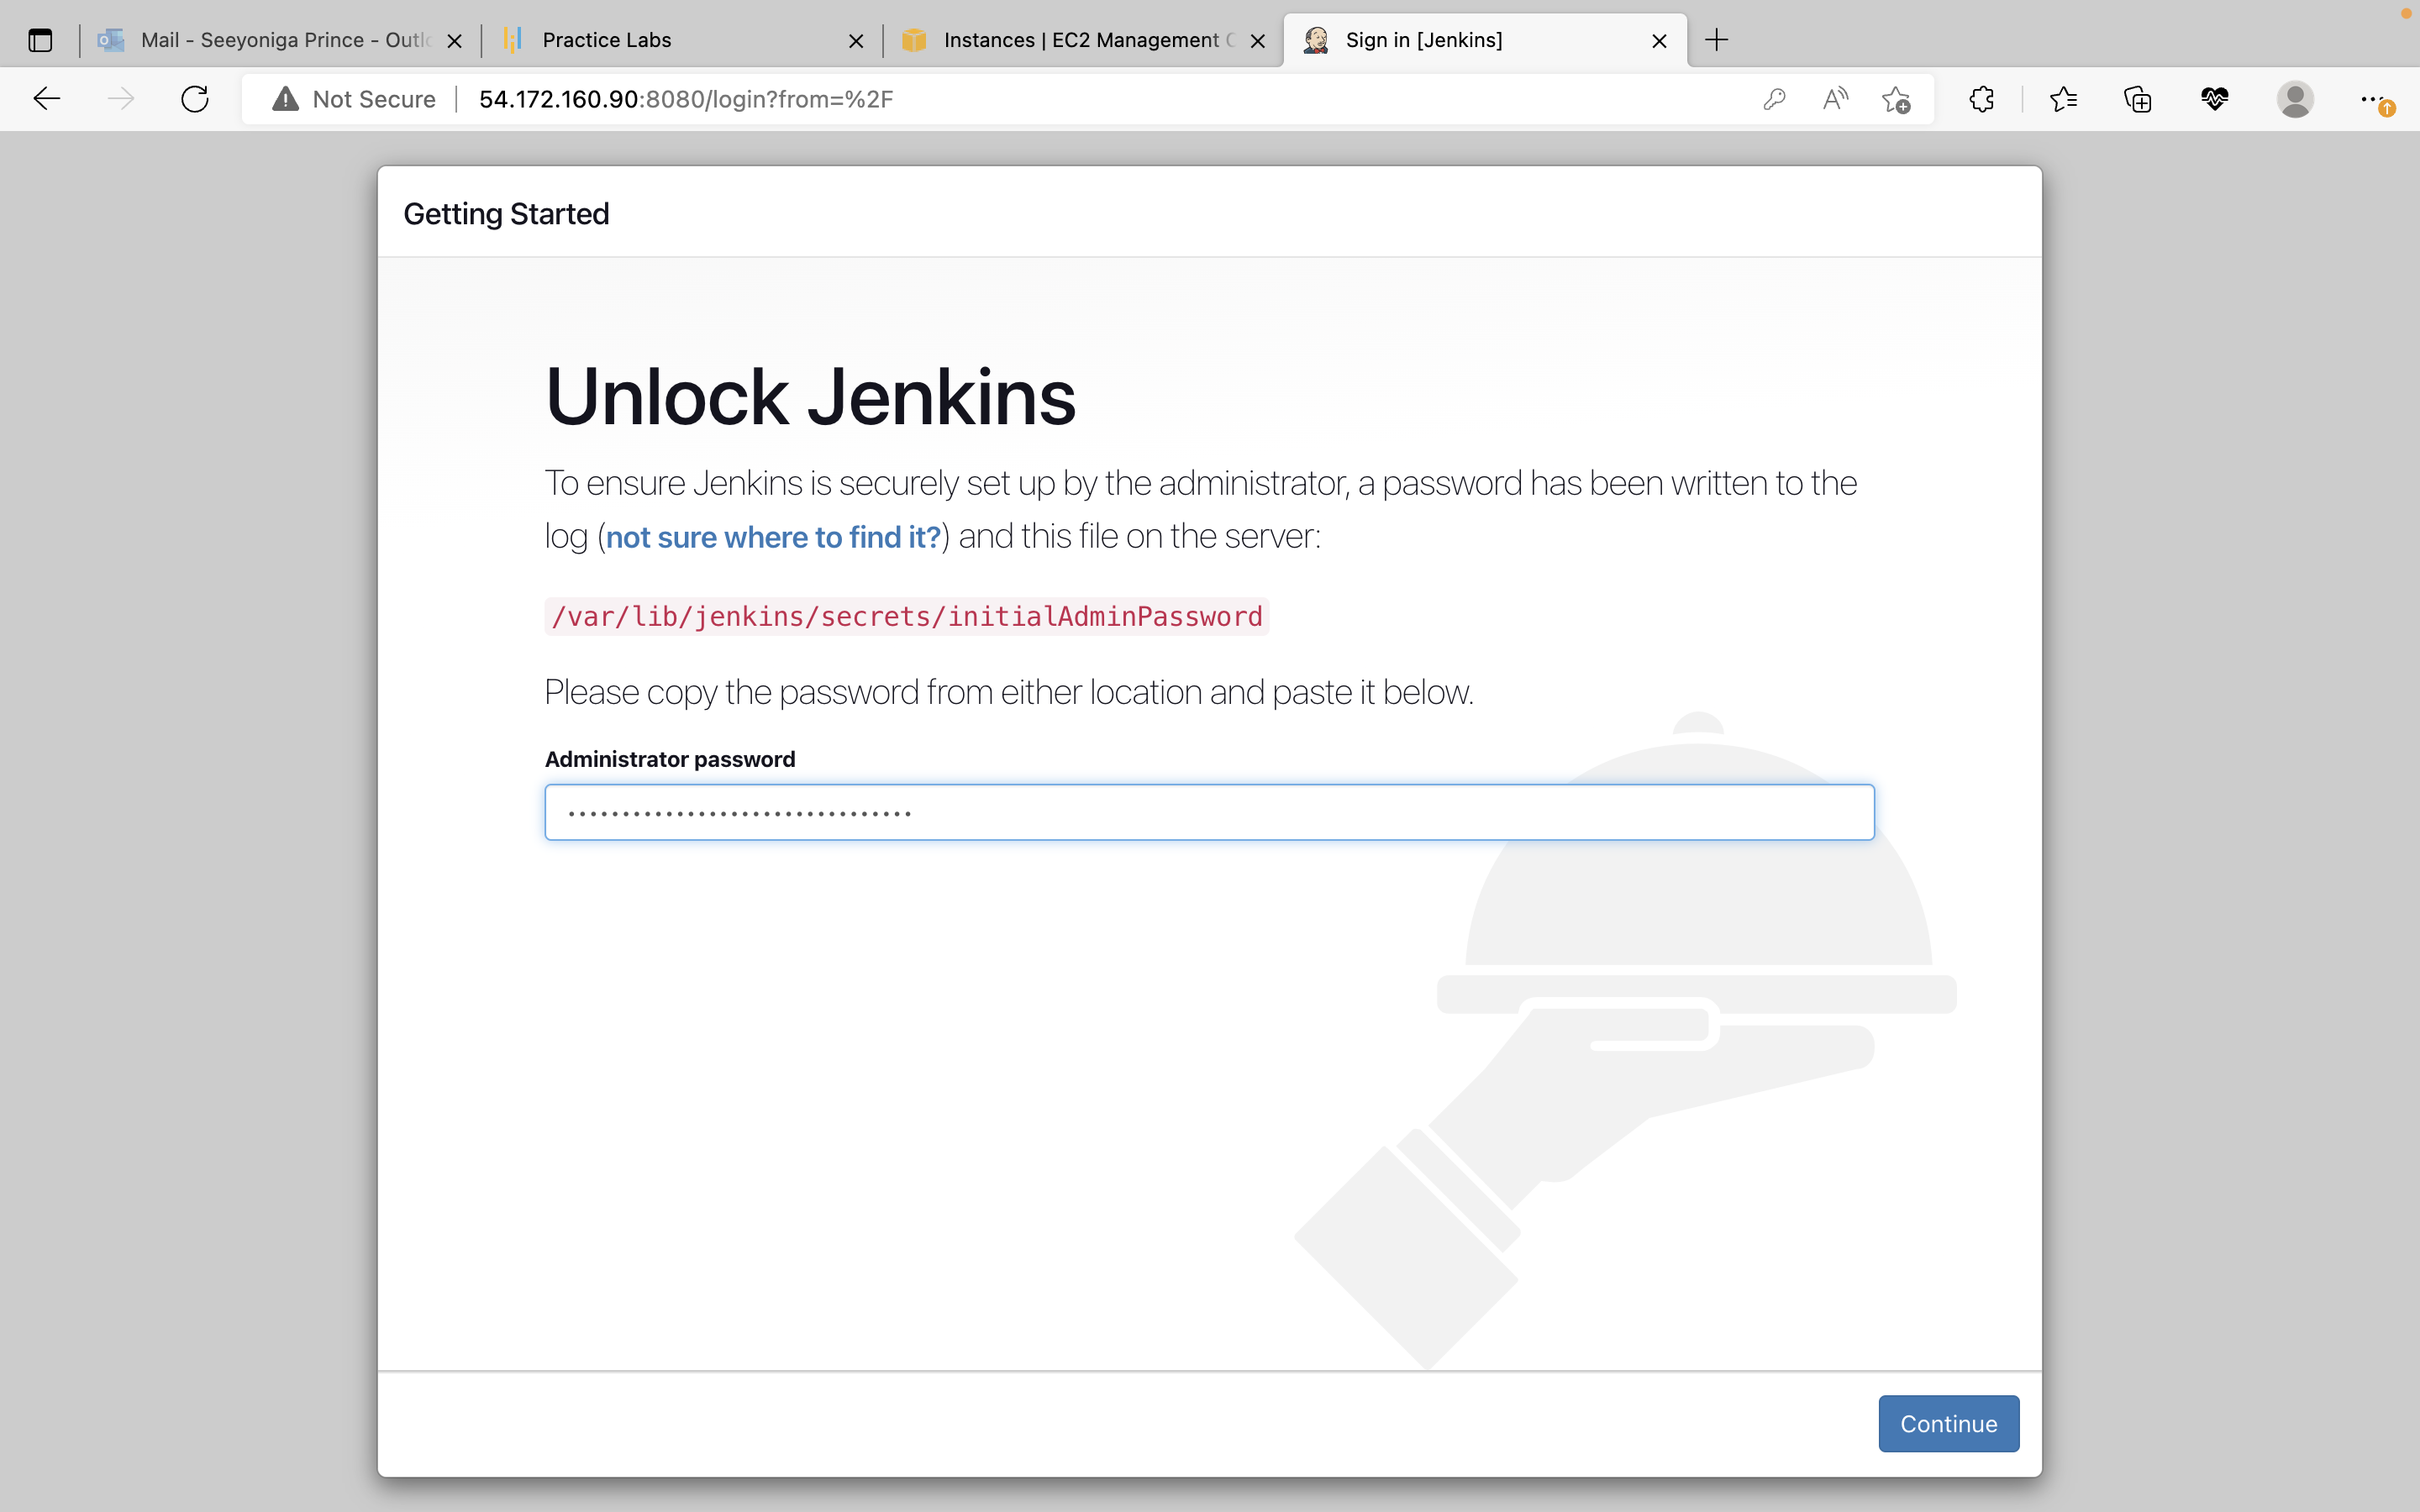 Mail - Seeyoniga Prince - Outlo
Practice Labs
Instances | EC2 Management C
Sign in [Jenkins]
Not Secure
54.172.160.90:8080/login?from=%2F
Getting Started
Unlock Jenkins
To ensure Jenkins is securely set up by the administrator, a password has been written to the
log (not sure where to find it?) and this file on the server:
/var/lib/jenkins/secrets/initialAdminPassword
Please copy the password from either location and paste it below.
Administrator password
••••••••••••••••••••••••••••••••
Continue